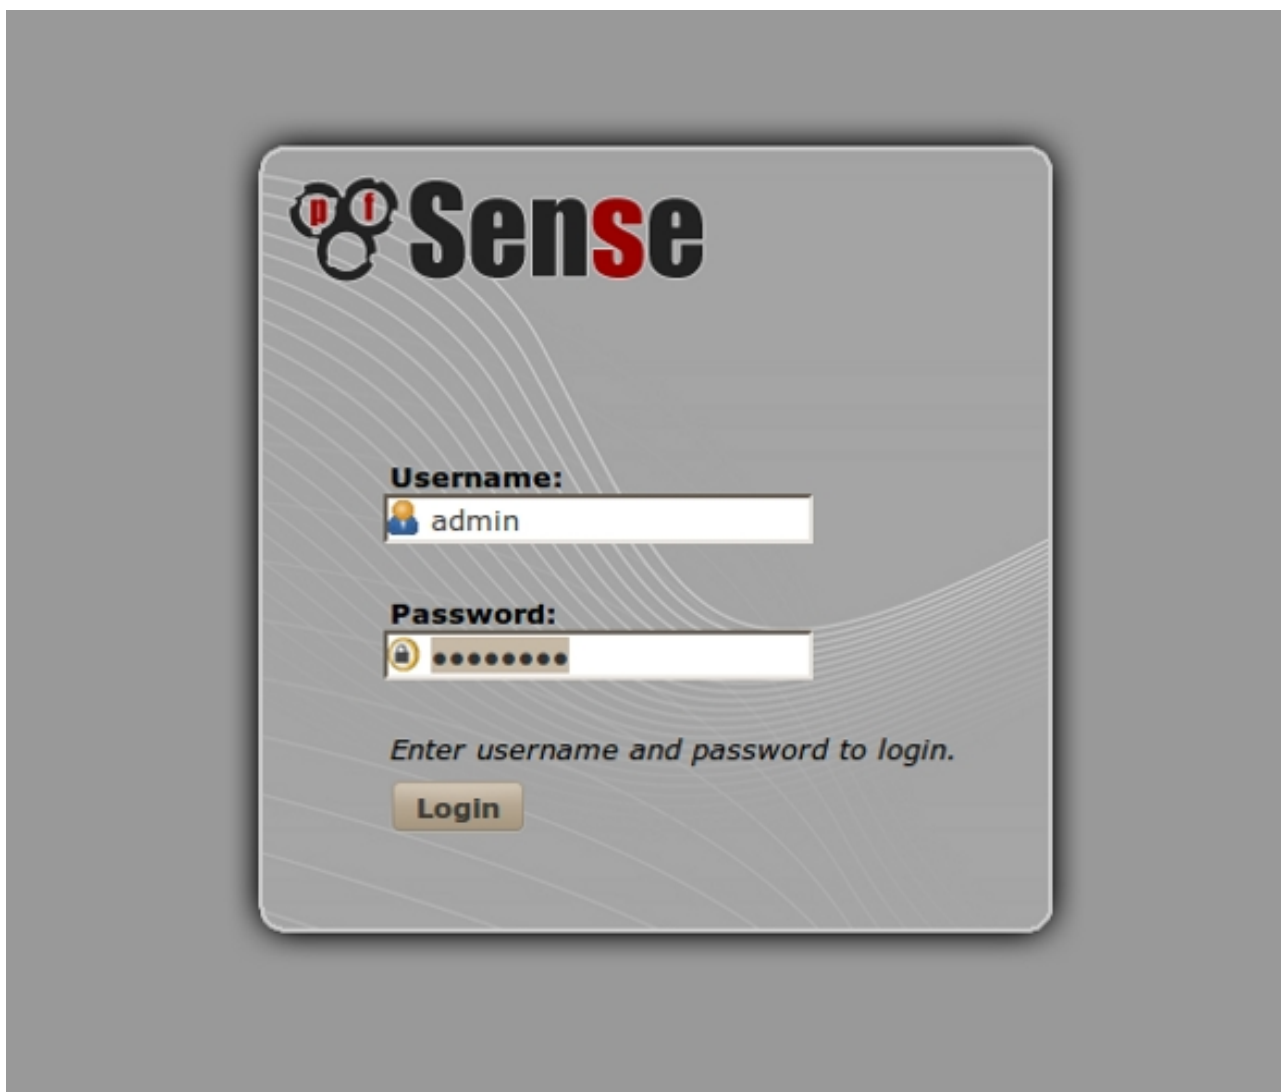 pf Sense
Username:
admin
Password:
••••••••
Enter username and password to login.
Login